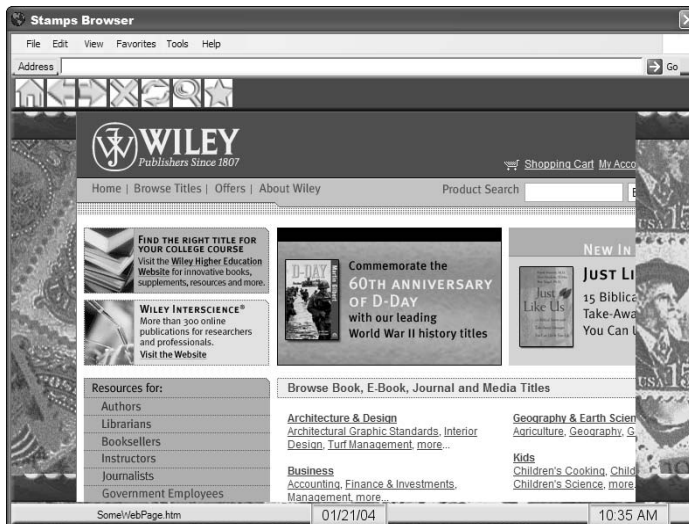 Stamps Browser
File Edit View Favorites Tools Help
Address Go
WILEY
Publishers Since 1807
Shopping Cart My Acco
Home | Browse Titles | Offers | About Wiley Product Search
FIND THE RIGHT TITLE FOR
YOUR COLLEGE COURSE
Visit the Wiley Higher Education
Website for innovative books,
supplements, resources and more.
WILEY INTERSCIENCE®
More than 300 online
publications for researchers
and professionals.
Visit the Website
D-DAY
Commemorate the
60TH ANNIVERSARY
OF D-DAY
with our leading
World War II history titles
NEW IN
Just
Like Us
JUST LI
15 Biblica
Take-Awa
You Can
USA15
USA15
Resources for:
Authors
Librarians
Booksellers
Instructors
Journalists
Government Employees
Browse Book, E-Book, Journal and Media Titles
Architecture & Design
Architectural Graphic Standards, Interior
Design, Turf Management, more...
Business
Accounting, Finance & Investments,
Management, more...
Geography & Earth Scien
Agriculture, Geography, G
Kids
Children's Cooking, Child
Children's Science, more...
SomeWebPage.htm 01/21/04 10:35 AM